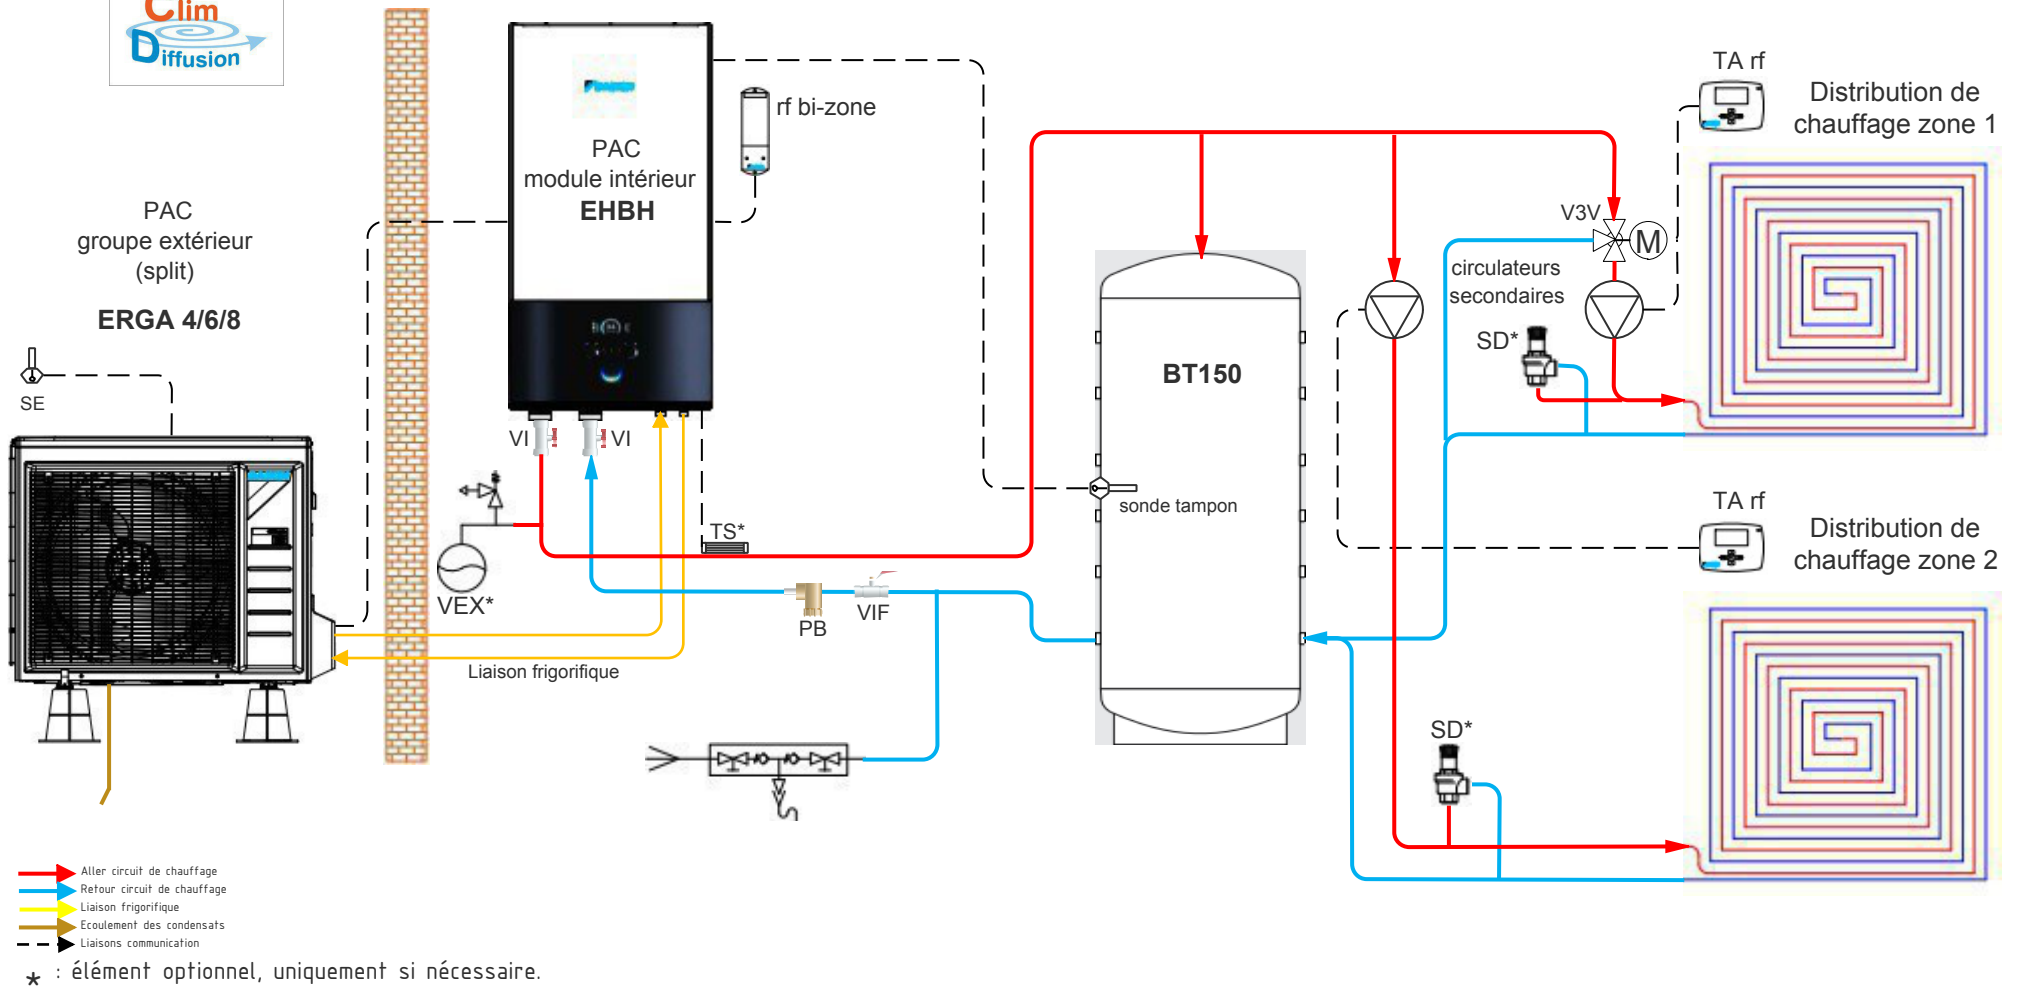 Clim
Diffusion
PAC
groupe extérieur
(split)
ERGA 4/6/8
SE
PAC
module intérieur
EHBH
rf bi-zone
VI
VI
VEX*
TS*
PB
VIF
Liaison frigorifique
BT150
sonde tampon
circulateurs
secondaires
V3V
M
SD*
TA rf
Distribution de
chauffage zone 1
TA rf
Distribution de
chauffage zone 2
SD*
Aller circuit de chauffage
Retour circuit de chauffage
Liaison frigorifique
Ecoulement des condensats
Liaisons communication
* : élément optionnel, uniquement si nécessaire.